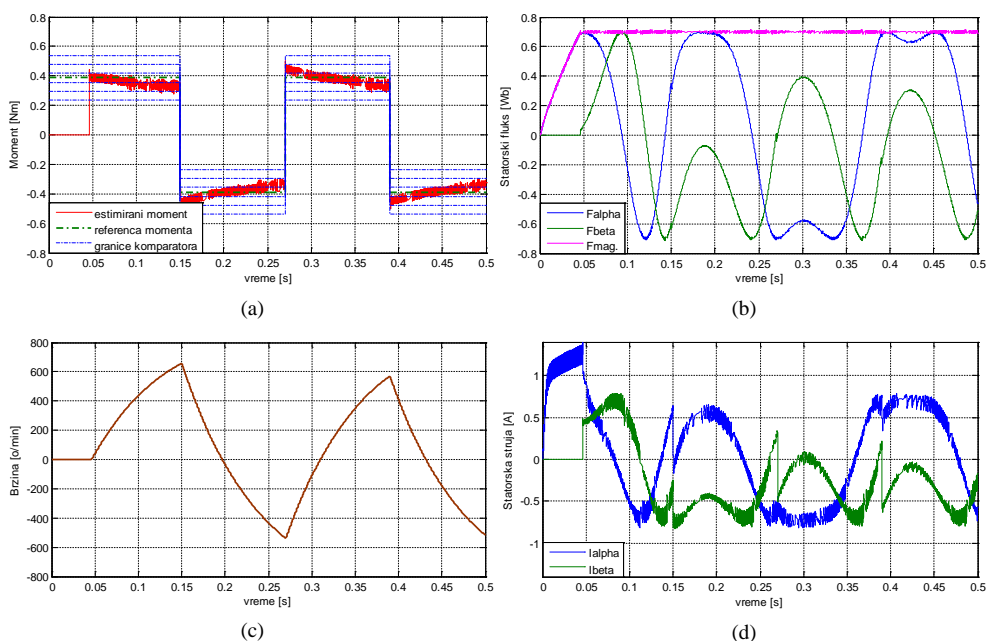 0.8
0.6
0.4
0.2
0
-0.2
-0.4
-0.6
-0.8
Moment [Nm]
estimirani moment
referenca momenta
granice komparatora
0 0.05 0.1 0.15 0.2 0.25 0.3 0.35 0.4 0.45 0.5
vreme [s]
(a)
0.8
0.6
0.4
0.2
0
-0.2
-0.4
-0.6
-0.8
Statorski fluks [Wb]
Falpha
Fbeta
Fmag.
0 0.05 0.1 0.15 0.2 0.25 0.3 0.35 0.4 0.45 0.5
vreme [s]
(b)
800
600
400
200
0
-200
-400
-600
-800
Brzina [o/min]
0 0.05 0.1 0.15 0.2 0.25 0.3 0.35 0.4 0.45 0.5
vreme [s]
(c)
1
0.5
0
-0.5
-1
Statorska struja [A]
Ialpha
Ibeta
0 0.05 0.1 0.15 0.2 0.25 0.3 0.35 0.4 0.45 0.5
vreme [s]
(d)